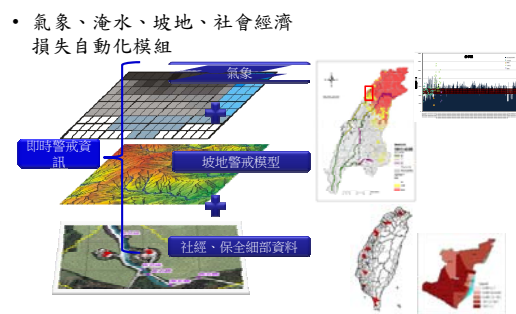 • 氣象、淹水、坡地、社會經濟
損失自動化模組
氣象
即時警戒資
訊
坡地警戒模型
社經、保全細部資料